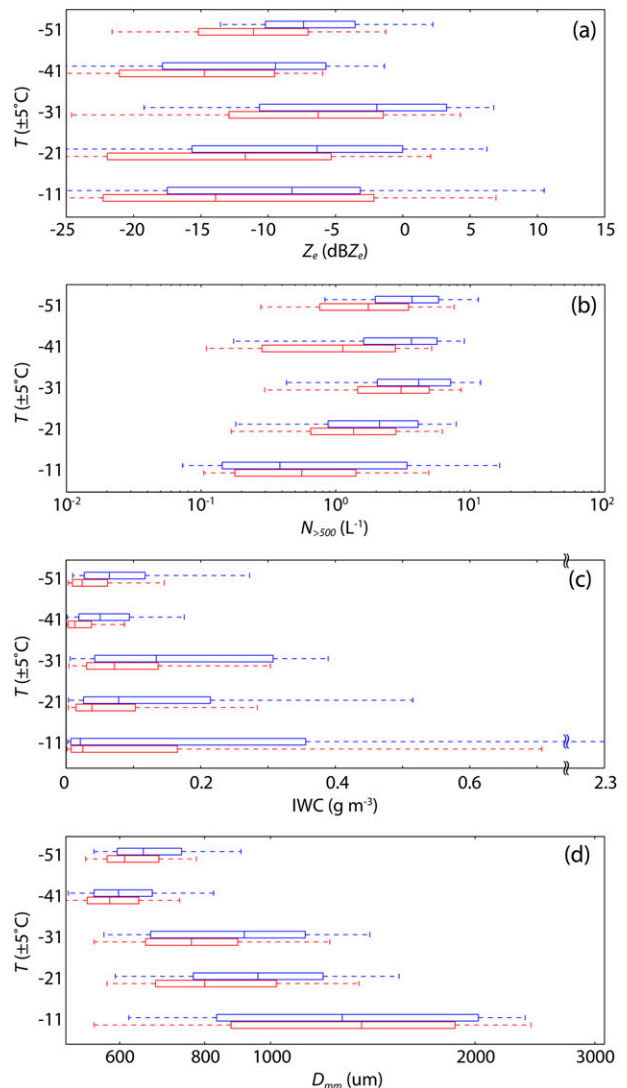 (a)
-51
-41
-31
-21
-11
T (±5˚C)
-25 -20 -15 -10 -5 0 5 10 15
Zₑ (dBZₑ)
(b)
-51
-41
-31
-21
-11
T (±5˚C)
10⁻² 10⁻¹ 10⁰ 10¹ 10²
N>500 (L⁻¹)
(c)
-51
-41
-31
-21
-11
T (±5˚C)
0 0.2 0.4 0.6 2.3
IWC (g m⁻³)
(d)
-51
-41
-31
-21
-11
T (±5˚C)
600 800 1000 2000 3000
Dmm (um)